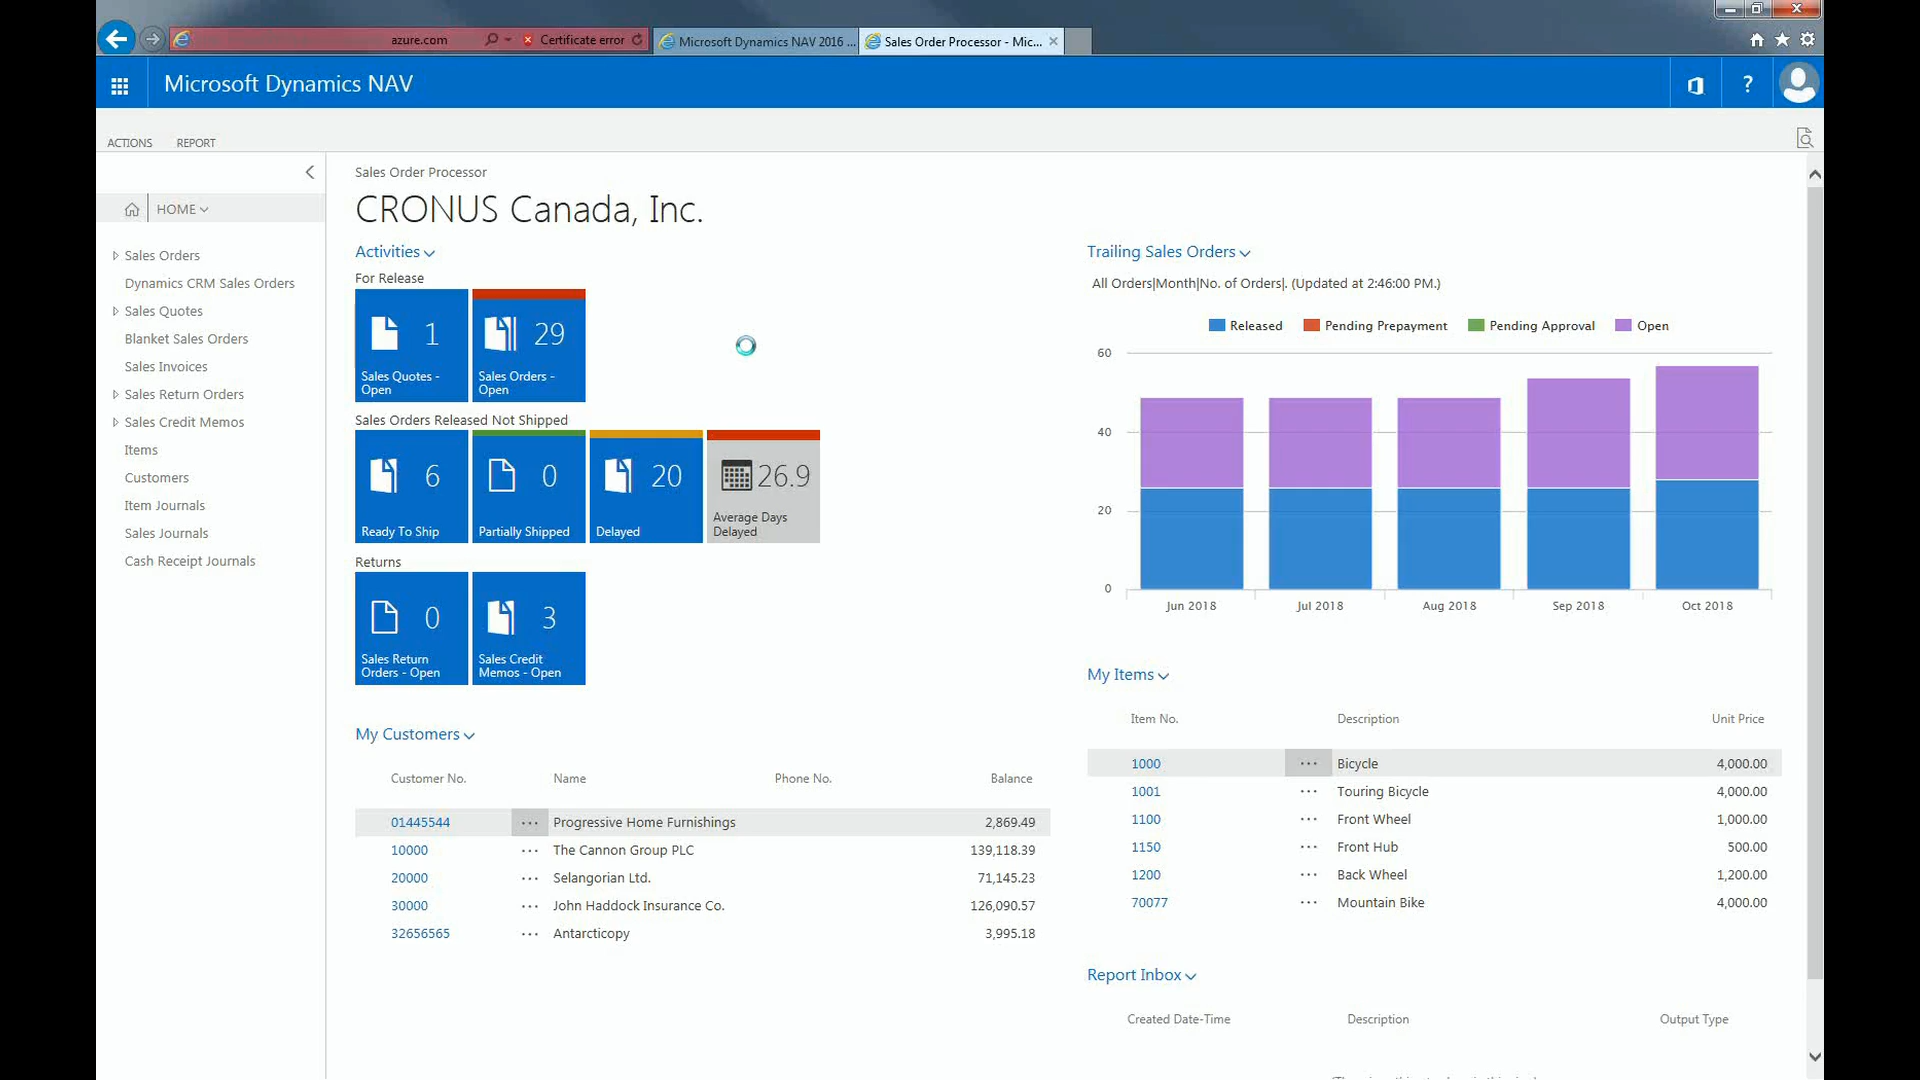 azure.com
Certificate error
Microsoft Dynamics NAV 2016 ...
Sales Order Processor - Mic...
Microsoft Dynamics NAV
?
ACTIONS
REPORT
HOME
Sales Orders
Dynamics CRM Sales Orders
Sales Quotes
Blanket Sales Orders
Sales Invoices
Sales Return Orders
Sales Credit Memos
Items
Customers
Item Journals
Sales Journals
Cash Receipt Journals
Sales Order Processor
CRONUS Canada, Inc.
Activities
For Release
1
Sales Quotes -
Open
29
Sales Orders -
Open
Sales Orders Released Not Shipped
6
Ready To Ship
0
Partially Shipped
20
Delayed
26.9
Average Days
Delayed
Returns
0
Sales Return
Orders - Open
3
Sales Credit
Memos - Open
My Customers
Customer No. Name Phone No. Balance
01445544 ... Progressive Home Furnishings 2,869.49
10000 ... The Cannon Group PLC 139,118.39
20000 ... Selangorian Ltd. 71,145.23
30000 ... John Haddock Insurance Co. 126,090.57
32656565 ... Antarcticopy 3,995.18
Trailing Sales Orders
All Orders|Month|No. of Orders|. (Updated at 2:46:00 PM.)
Released Pending Prepayment Pending Approval Open
60
40
20
0
Jun 2018 Jul 2018 Aug 2018 Sep 2018 Oct 2018
My Items
Item No. Description Unit Price
1000 ... Bicycle 4,000.00
1001 ... Touring Bicycle 4,000.00
1100 ... Front Wheel 1,000.00
1150 ... Front Hub 500.00
1200 ... Back Wheel 1,200.00
70077 ... Mountain Bike 4,000.00
Report Inbox
Created Date-Time Description Output Type